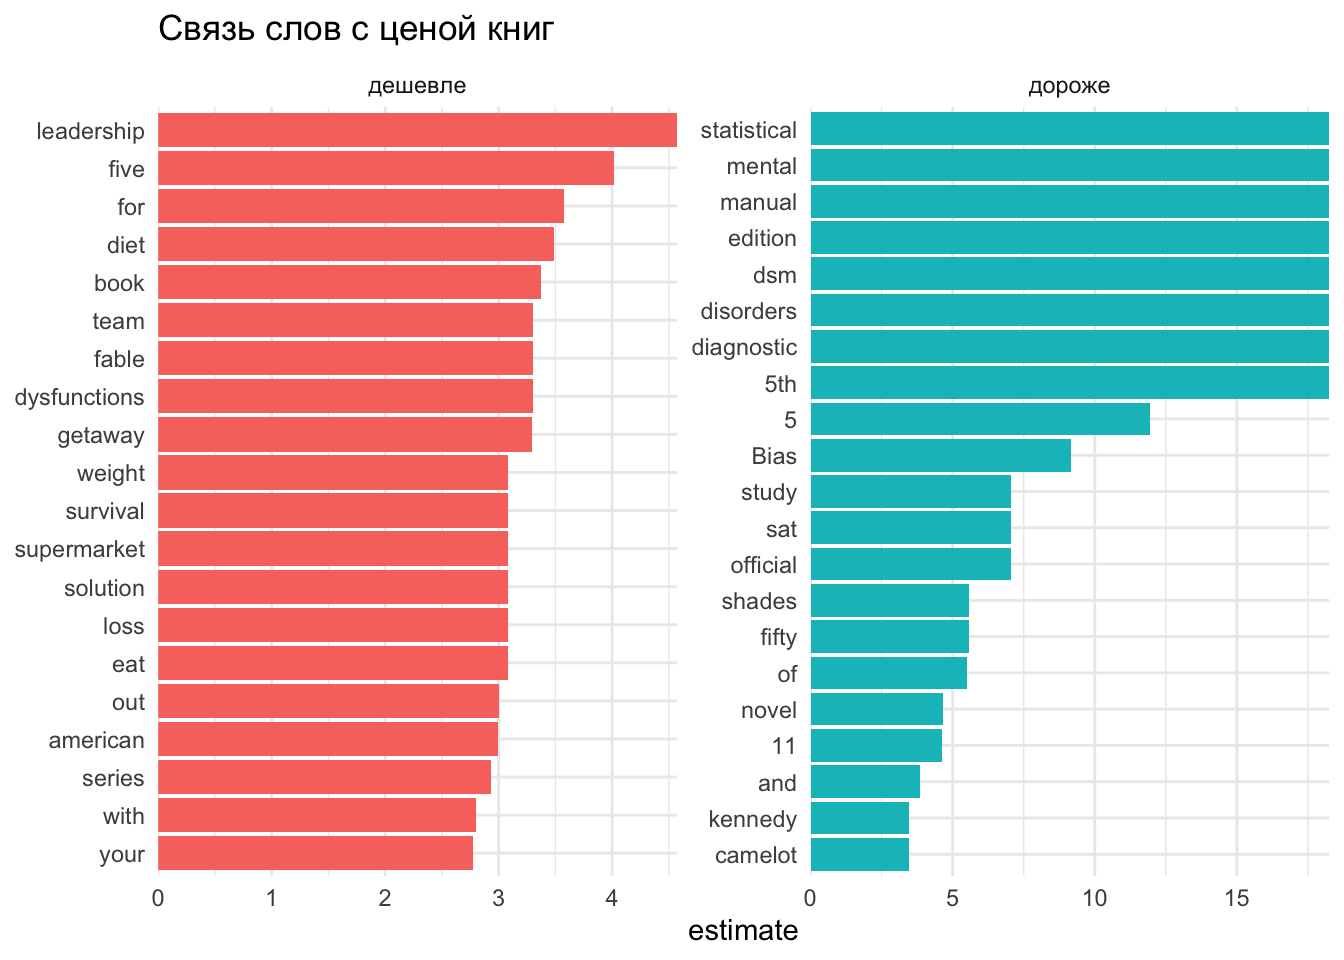 Связь слов с ценой книг
дешевле
leadership
five
for
diet
book
team
fable
dysfunctions
getaway
weight
survival
supermarket
solution
loss
eat
out
american
series
with
your
0 1 2 3 4
дороже
statistical
mental
manual
edition
dsm
disorders
diagnostic
5th
5
Bias
study
sat
official
shades
fifty
of
novel
11
and
kennedy
camelot
0 5 10 15
estimate